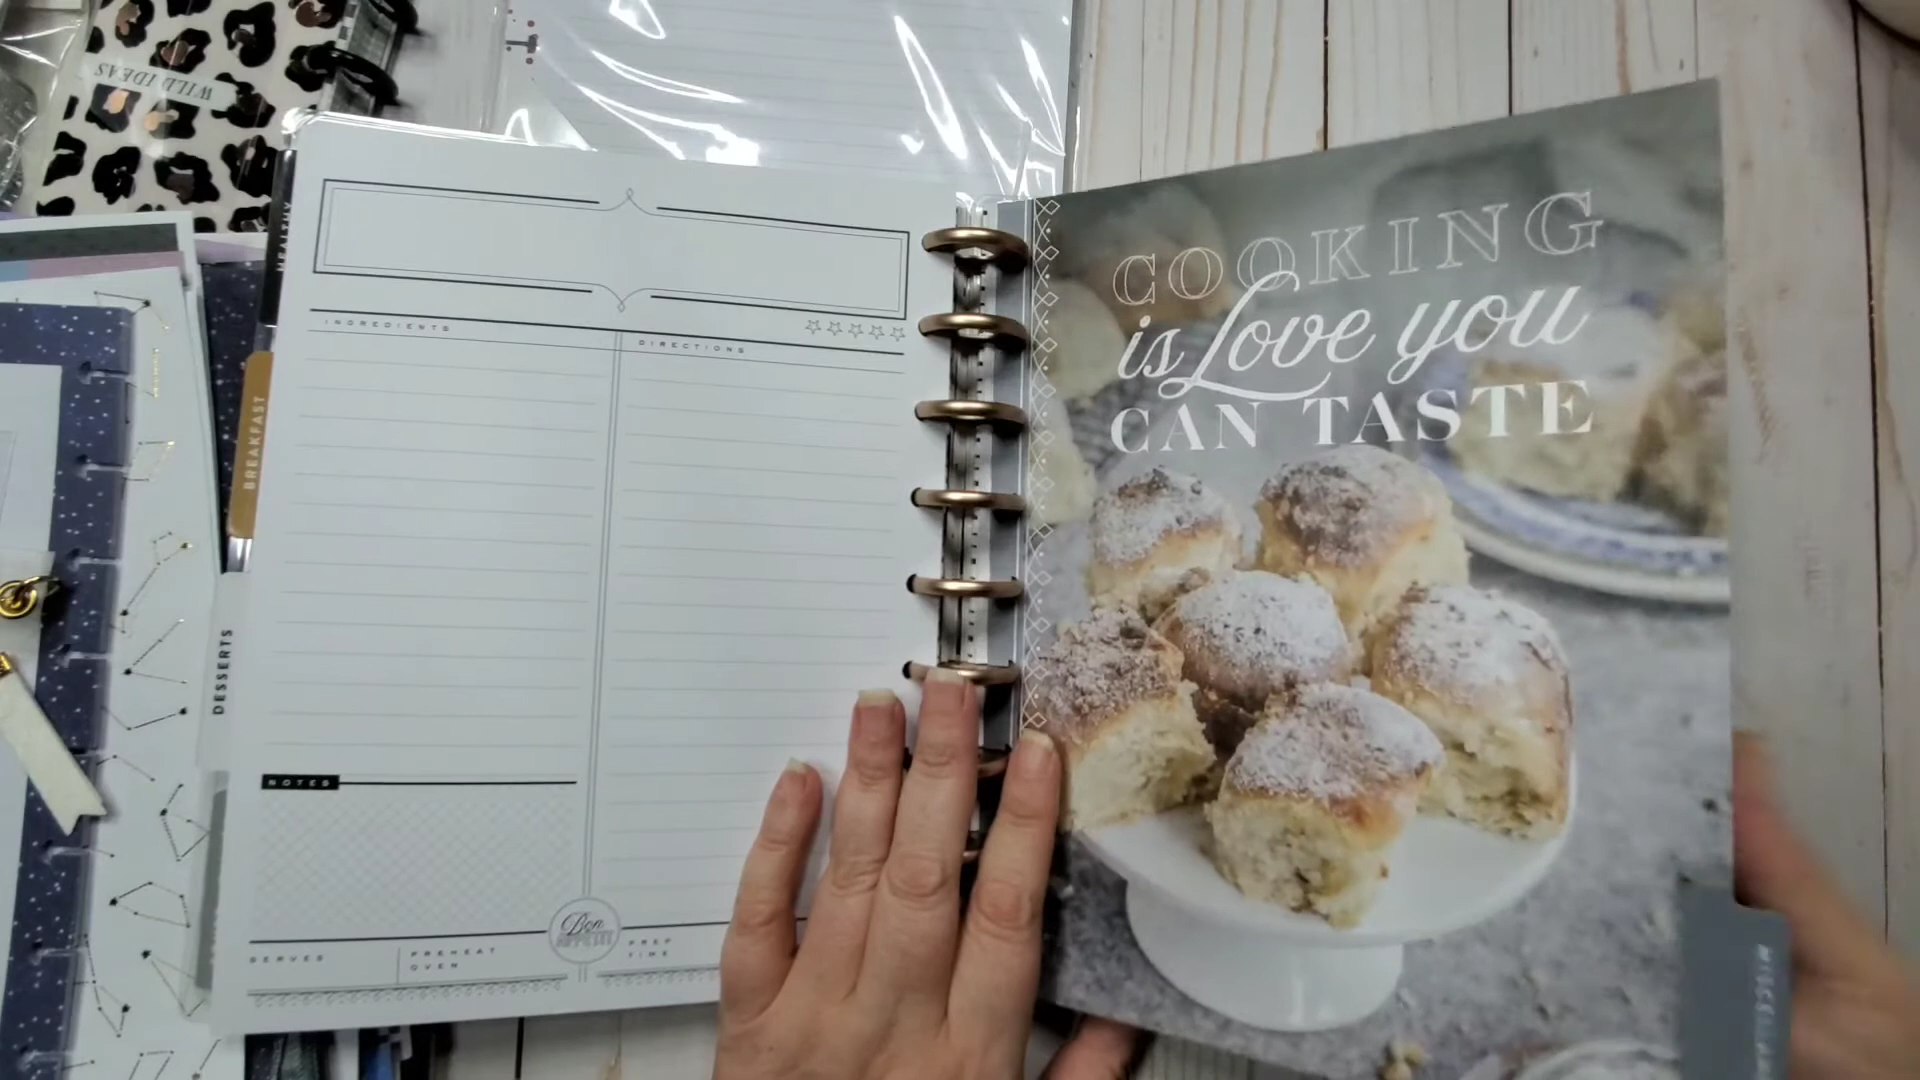 WILD IDEAS
HEALTHY
BREAKFAST
DESSERTS
INGREDIENTS
DIRECTIONS
NOTES
Bon
APPETIT
SERVES
PREHEAT
OVEN
PREP
TIME
COOKING
is Love you
CAN TASTE